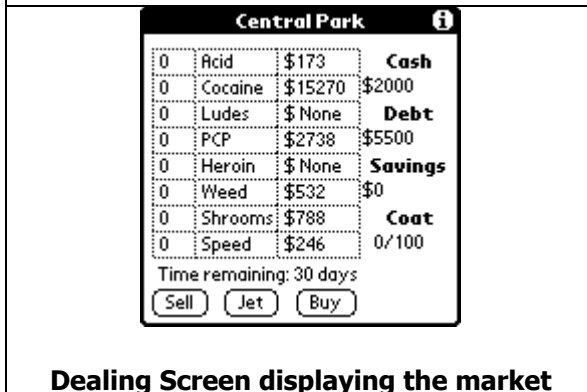 Central Park i
0 Acid $173 Cash
0 Cocaine $15270 $2000
0 Ludes $ None Debt
0 PCP $2738 $5500
0 Heroin $ None Savings
0 Weed $532 $0
0 Shrooms $788 Coat
0 Speed $246 0/100
Time remaining: 30 days
Sell Jet Buy
Dealing Screen displaying the market